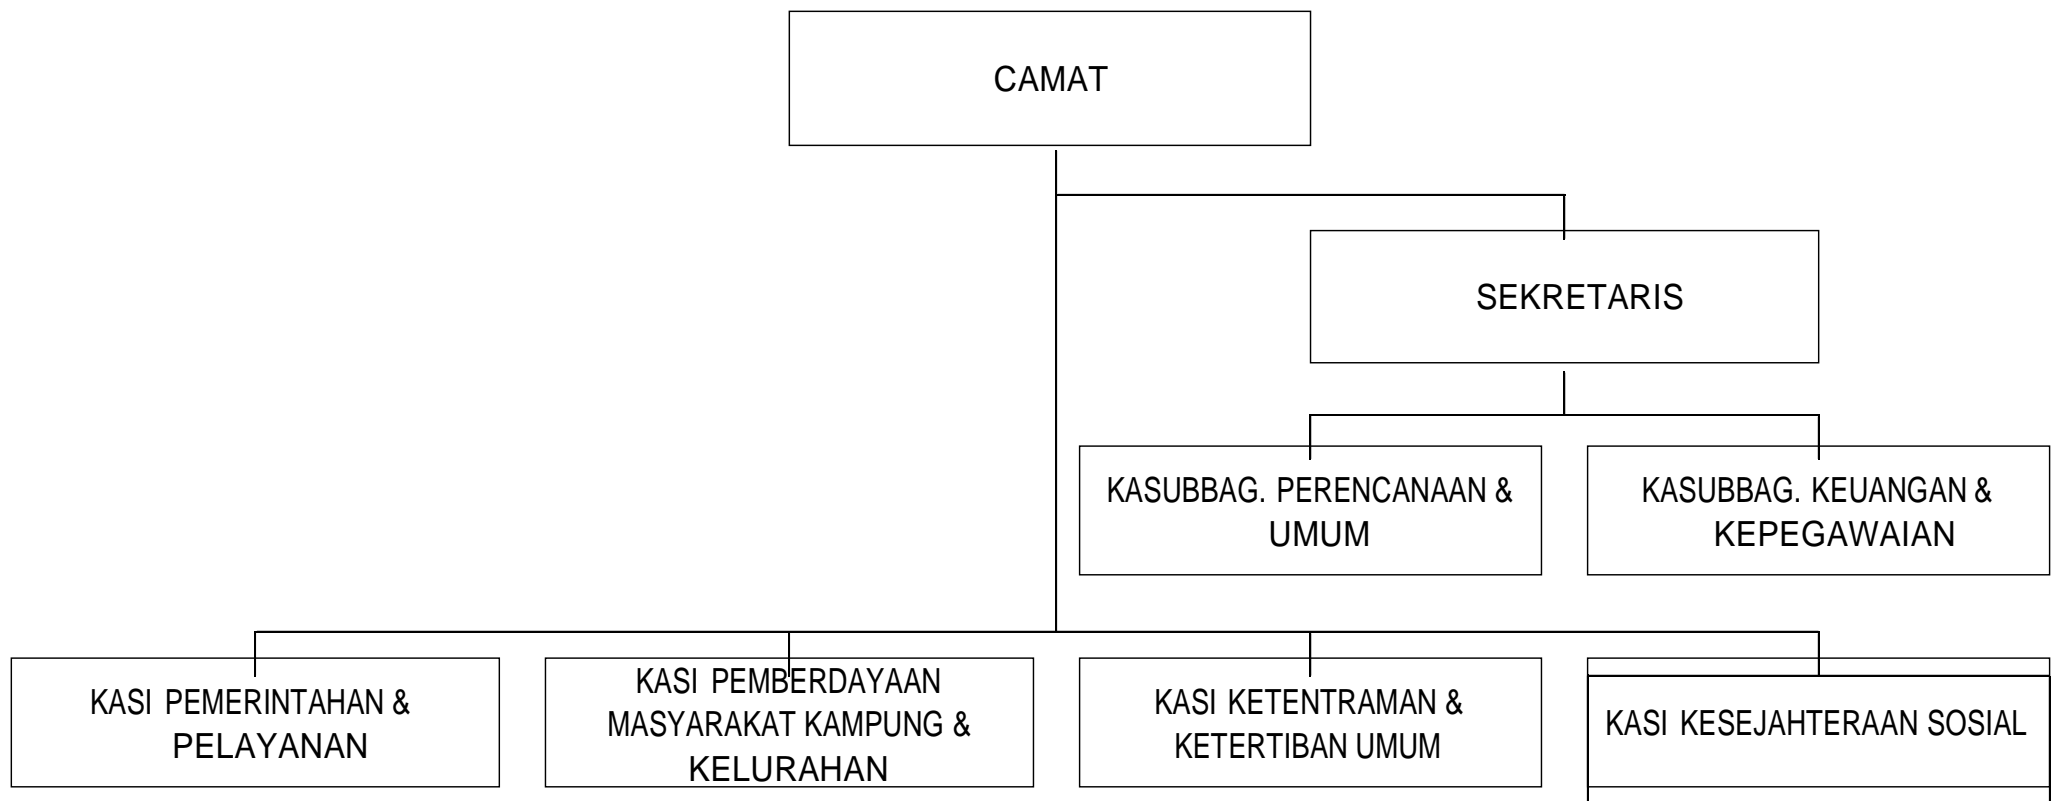 CAMAT
SEKRETARIS
KASUBBAG. PERENCANAAN &
UMUM
KASUBBAG. KEUANGAN &
KEPEGAWAIAN
KASI PEMERINTAHAN &
PELAYANAN
KASI PEMBERDAYAAN
MASYARAKAT KAMPUNG &
KELURAHAN
KASI KETENTRAMAN &
KETERTIBAN UMUM
KASI KESEJAHTERAAN SOSIAL